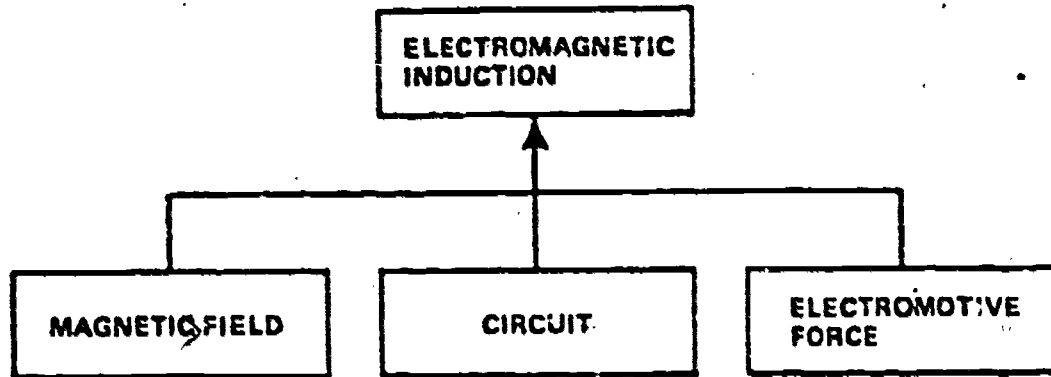 ELECTROMAGNETIC
INDUCTION
MAGNETIC FIELD
CIRCUIT
ELECTROMOTIVE
FORCE